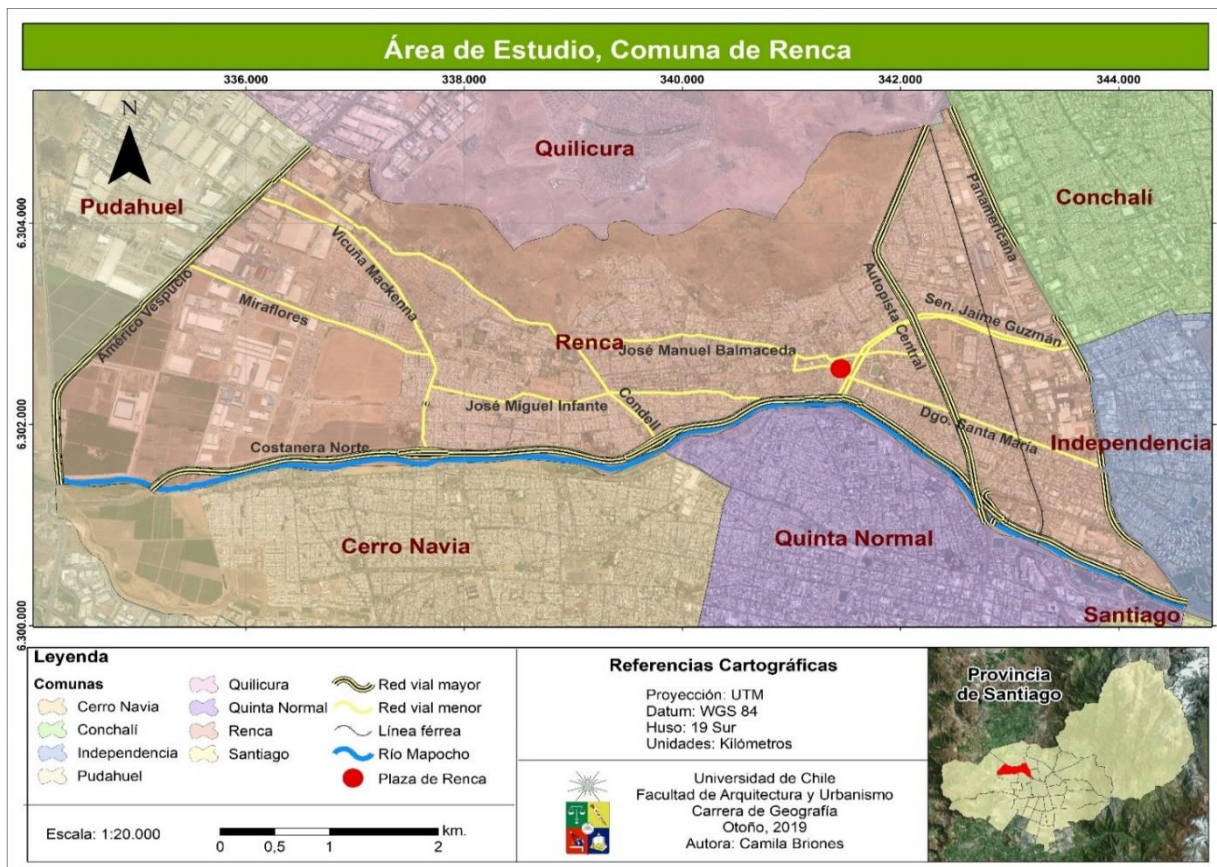 Área de Estudio, Comuna de Renca
336.000
338.000
340.000
342.000
344.000
N
Quilicura
Pudahuel
Conchalí
6.304.000
Panamericana
Vicuña Mackenna
Autopista Central
Américo Vespucio
Miraflores
Sen. Jaime Guzmán
Renca
José Manuel Balmaceda
José Miguel Infante
Condell
Dgo. Santa María
6.302.000
Costanera Norte
Independencia
Cerro Navia
Quinta Normal
Santiago
6.300.000
Leyenda
Comunas
Cerro Navia
Conchalí
Independencia
Pudahuel
Quilicura
Quinta Normal
Renca
Santiago
Red vial mayor
Red vial menor
Línea férrea
Río Mapocho
Plaza de Renca
Escala: 1:20.000
km.
0
0,5
1
2
Referencias Cartográficas
Proyección: UTM
Datum: WGS 84
Huso: 19 Sur
Unidades: Kilómetros
Universidad de Chile
Facultad de Arquitectura y Urbanismo
Carrera de Geografía
Otoño, 2019
Autora: Camila Briones
Provincia
de Santiago